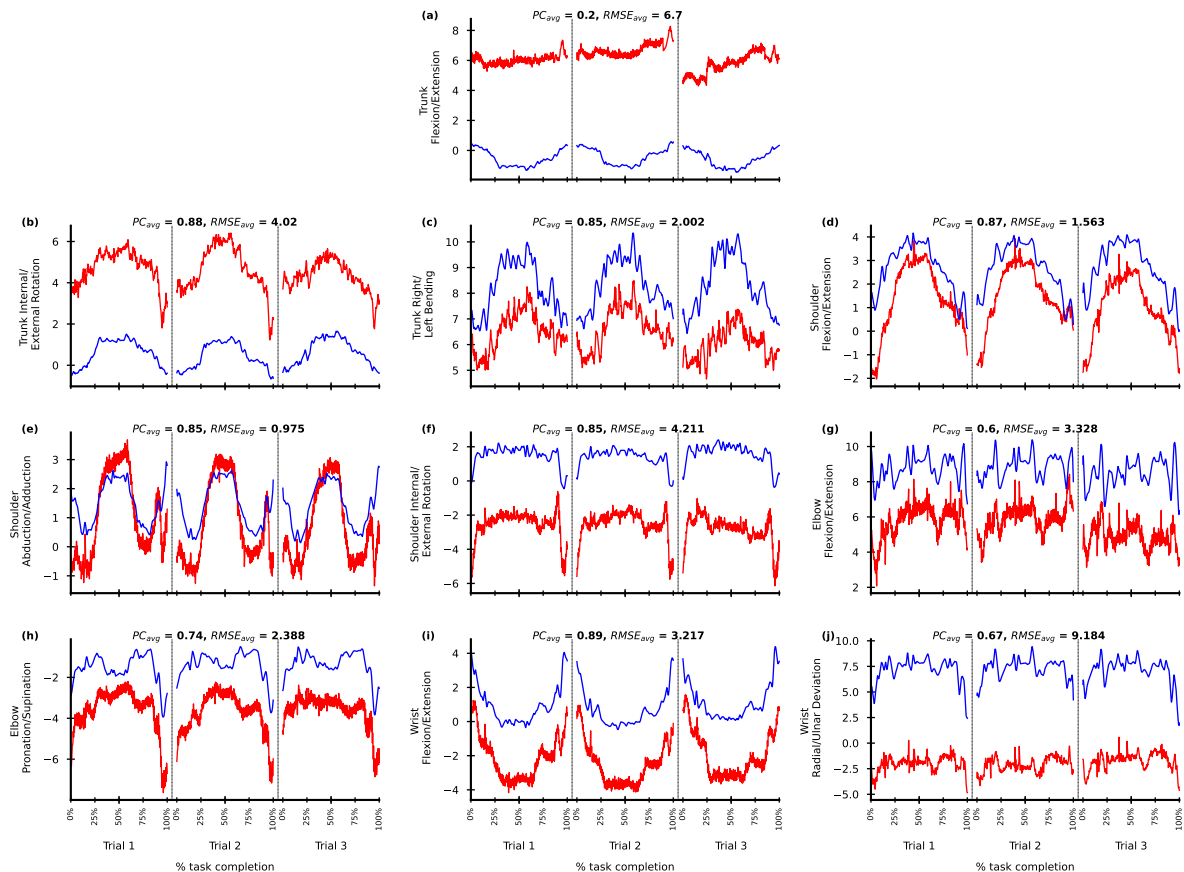 (a) PCavg = 0.2, RMSEavg = 6.7
Trunk
Flexion/Extension
8
6
4
2
0
(b) PCavg = 0.88, RMSEavg = 4.02
Trunk Internal/
External Rotation
6
4
2
0
(c) PCavg = 0.85, RMSEavg = 2.002
Trunk Right/
Left Bending
10
9
8
7
6
5
(d) PCavg = 0.87, RMSEavg = 1.563
Shoulder
Flexion/Extension
4
3
2
1
0
−1
−2
(e) PCavg = 0.85, RMSEavg = 0.975
Shoulder
Abduction/Adduction
3
2
1
0
−1
(f) PCavg = 0.85, RMSEavg = 4.211
Shoulder Internal/
External Rotation
2
0
−2
−4
−6
(g) PCavg = 0.6, RMSEavg = 3.328
Elbow
Flexion/Extension
10
8
6
4
2
(h) PCavg = 0.74, RMSEavg = 2.388
Elbow
Pronation/Supination
−2
−4
−6
(i) PCavg = 0.89, RMSEavg = 3.217
Wrist
Flexion/Extension
4
2
0
−2
−4
(j) PCavg = 0.67, RMSEavg = 9.184
Wrist
Radial/Ulnar Deviation
10.0
7.5
5.0
2.5
0.0
−2.5
−5.0
0% 25% 50% 75% 100% 25% 50% 75% 100% 25% 50% 75% 100%
Trial 1 Trial 2 Trial 3
% task completion
0% 25% 50% 75% 100% 25% 50% 75% 100% 25% 50% 75% 100%
Trial 1 Trial 2 Trial 3
% task completion
0% 25% 50% 75% 100% 25% 50% 75% 100% 25% 50% 75% 100%
Trial 1 Trial 2 Trial 3
% task completion